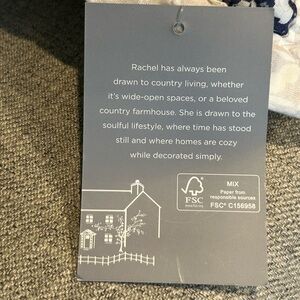 Rachel has always been
drawn to country living, whether
it's wide-open spaces, or a beloved
country farmhouse. She is drawn to the
soulful lifestyle, where time has stood
still and where homes are cozy
while decorated simply.
FSC
MIX
Paper from
responsible sources
FSC® C156958